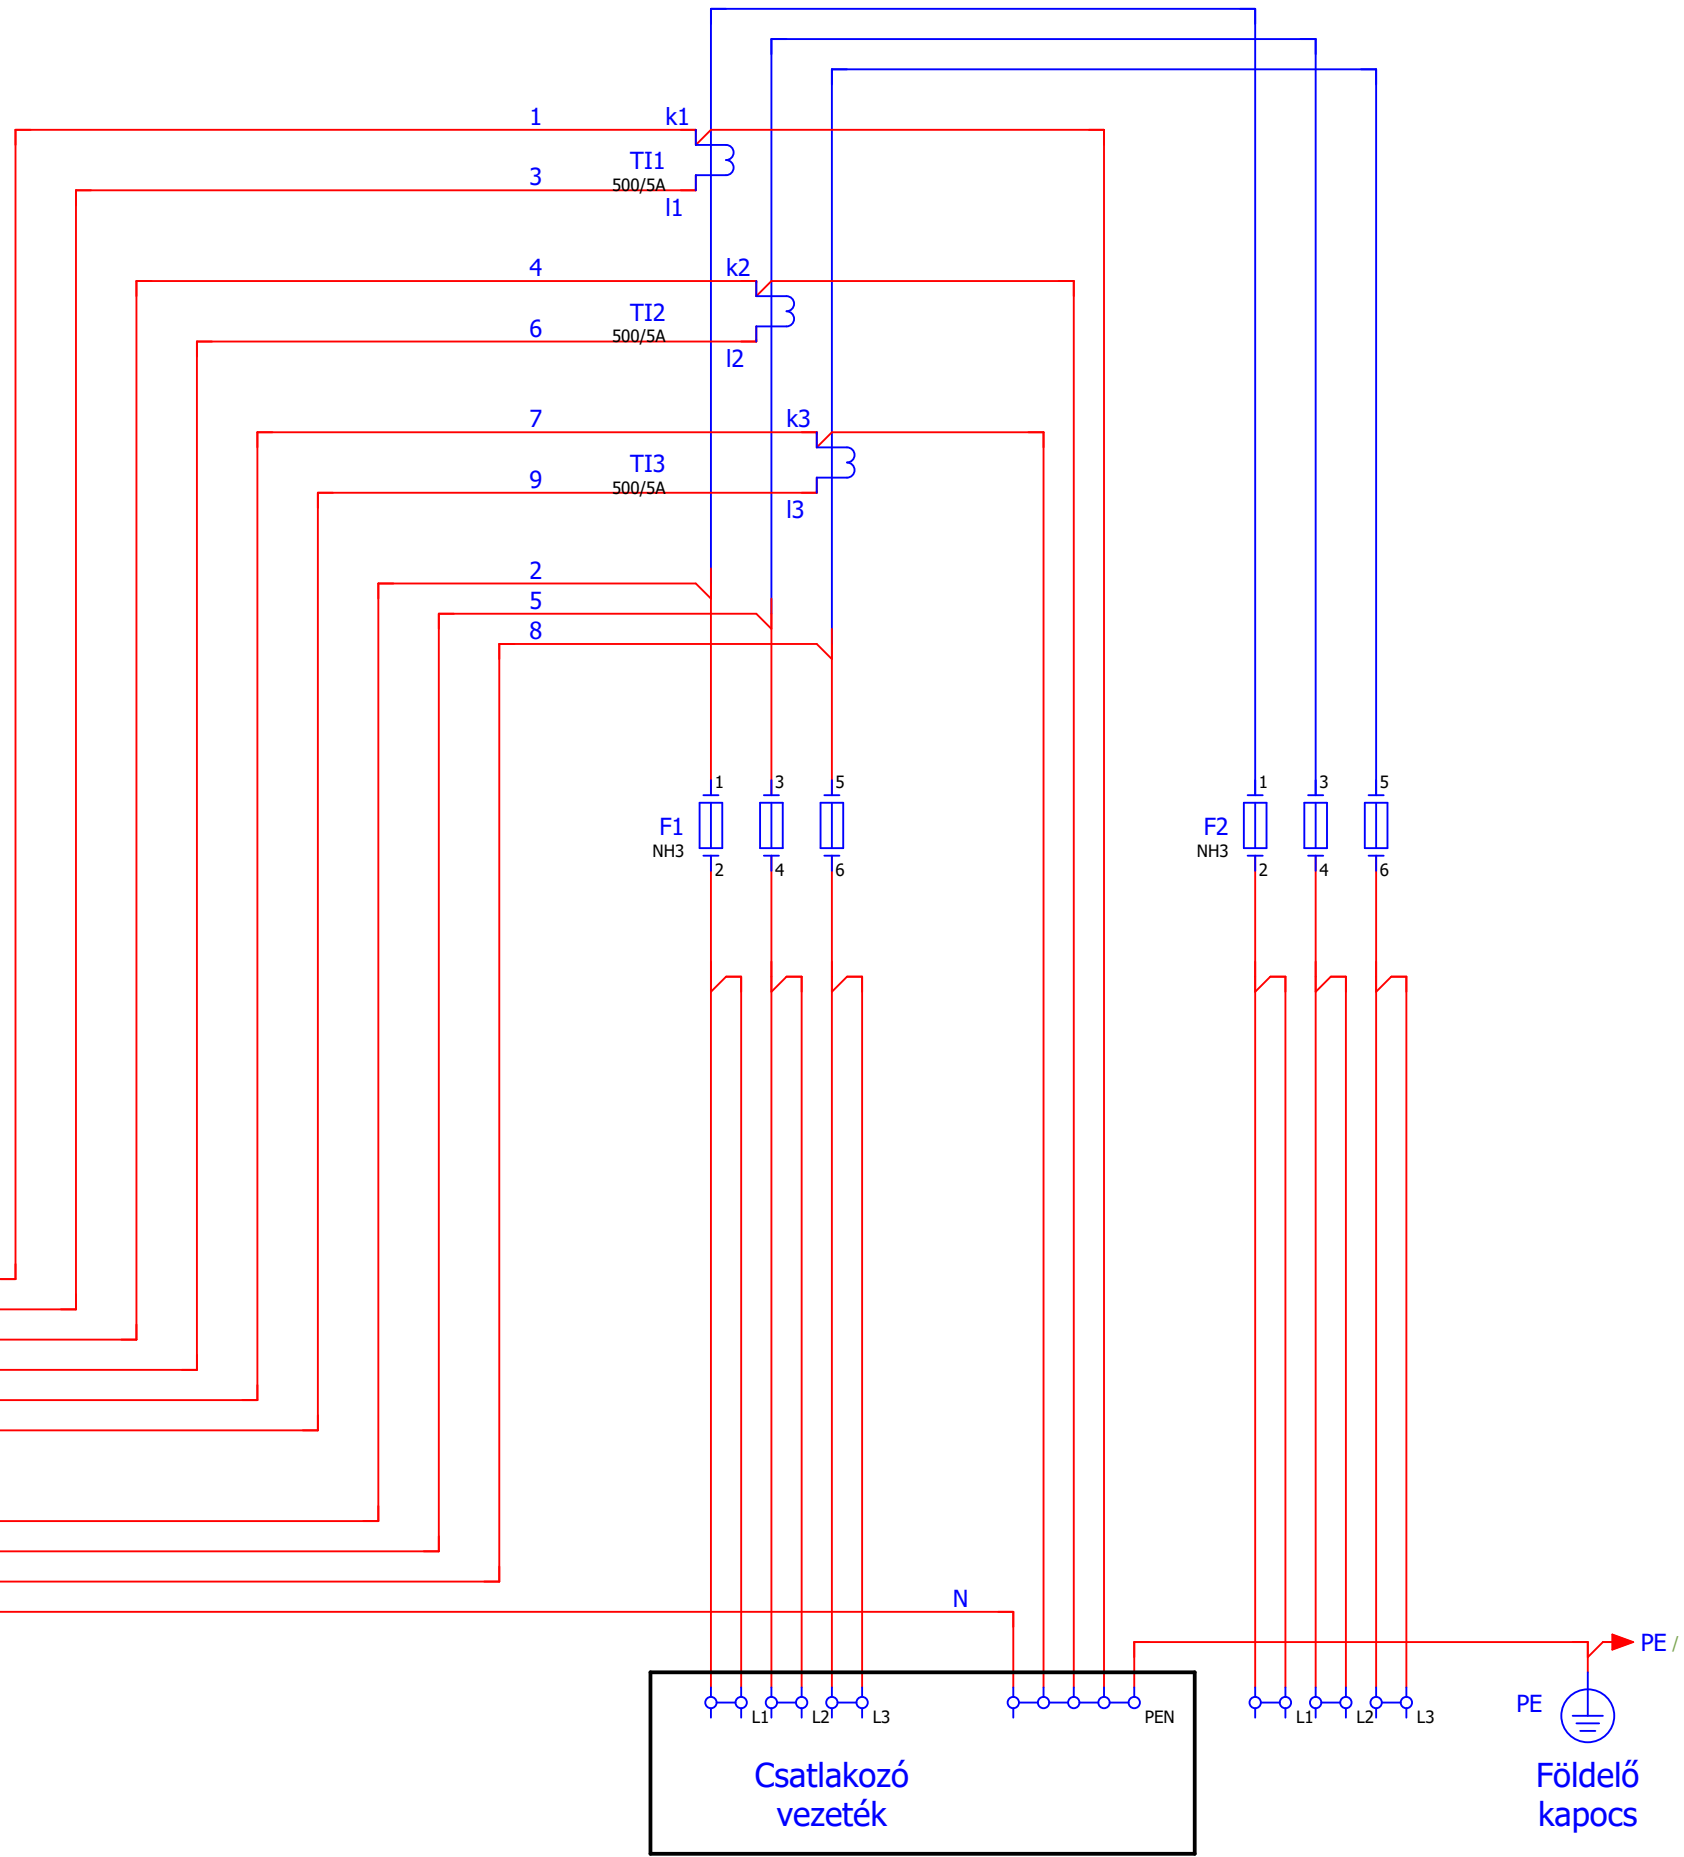 1
k1
TI1
500/5A
3
l1
4
k2
TI2
500/5A
6
l2
7
k3
TI3
500/5A
9
l3
2
5
8
1
3
5
F1
NH3
2
4
6
1
3
5
F2
NH3
2
4
6
N
PE /
L1
L2
L3
PEN
L1
L2
L3
PE
Csatlakozó
vezeték
Földelő
kapocs